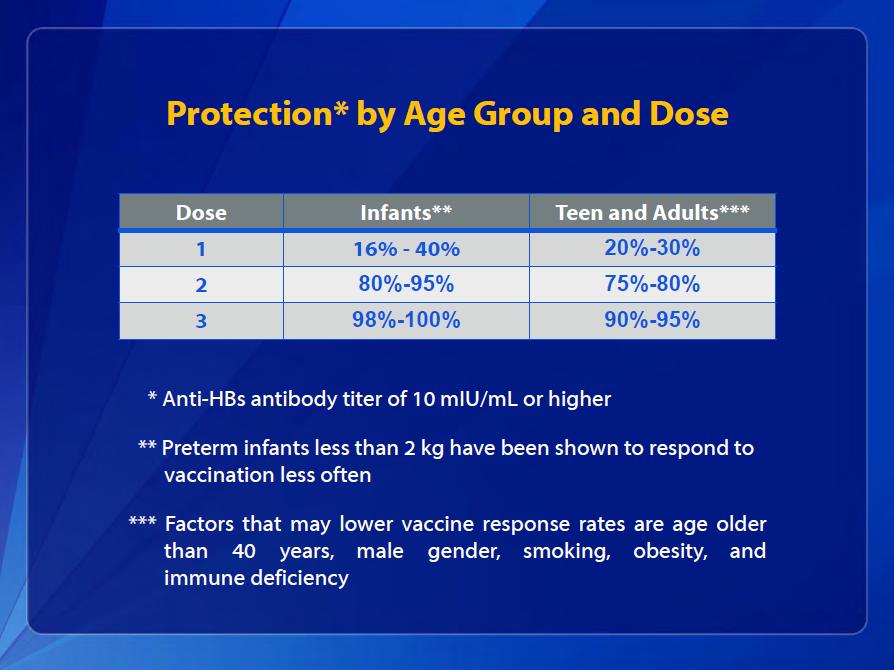 Protection* by Age Group and Dose
Dose Infants** Teen and Adults***
1 16% - 40% 20%-30%
2 80%-95% 75%-80%
3 98%-100% 90%-95%
* Anti-HBs antibody titer of 10 mIU/mL or higher
** Preterm infants less than 2 kg have been shown to respond to
vaccination less often
*** Factors that may lower vaccine response rates are age older
than 40 years, male gender, smoking, obesity, and
immune deficiency